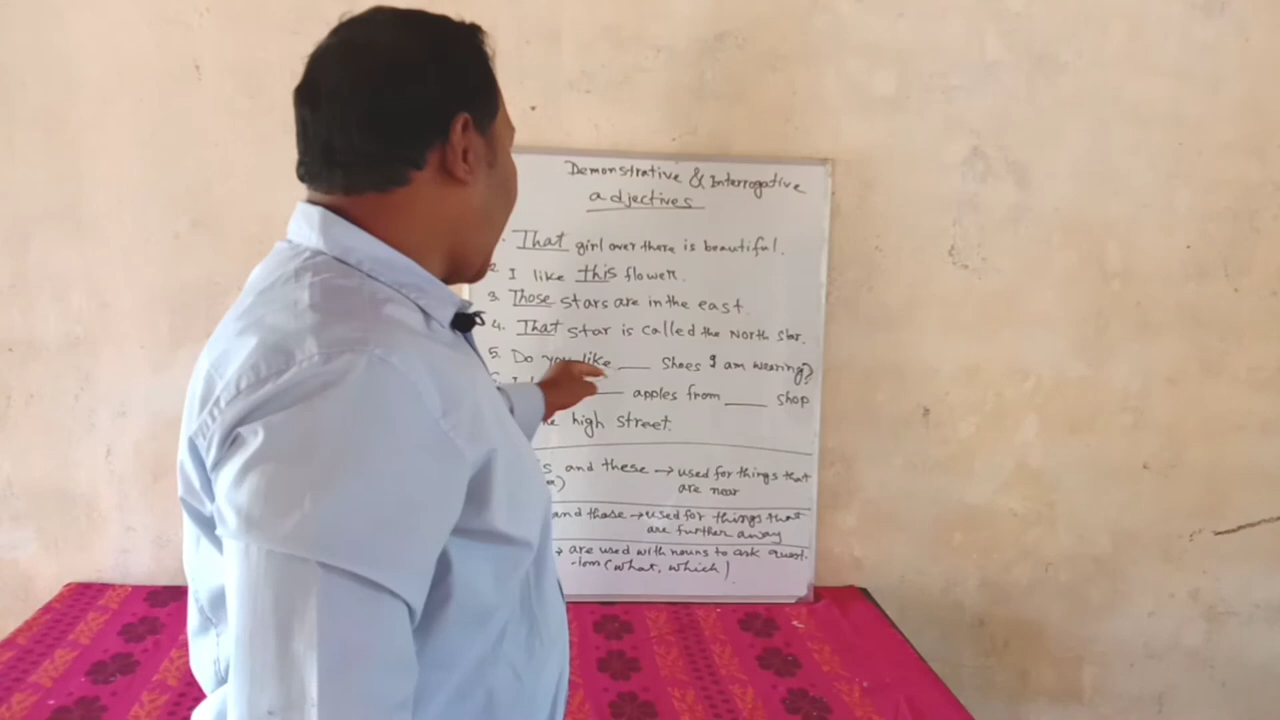 Demonstrative & Interrogative
adjectives
That girl over there is beautiful.
2. I like this flower.
3. Those stars are in the east.
4. That star is called the North Star.
5. Do you like ___ shoes I am wearing?
apples from ___ shop
high street.
and these → used for things that
are near
and those → used for things that
are further away
→ are used with nouns to ask quest-
-ions (what, which)